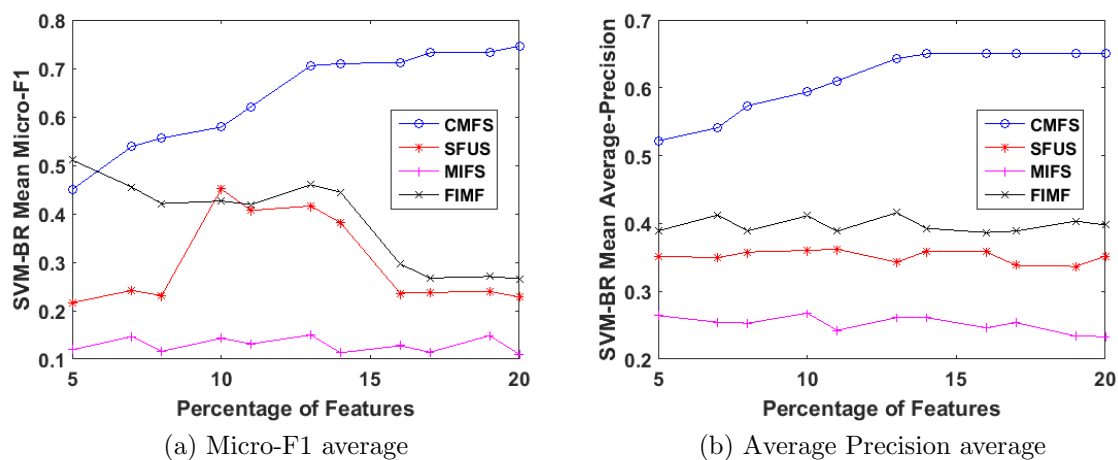 SVM-BR Mean Micro-F1
0.8
0.7
0.6
0.5
0.4
0.3
0.2
0.1
CMFS
SFUS
MIFS
FIMF
5
10
15
20
Percentage of Features
(a) Micro-F1 average
SVM-BR Mean Average-Precision
0.7
0.6
0.5
0.4
0.3
0.2
CMFS
SFUS
MIFS
FIMF
5
10
15
20
Percentage of Features
(b) Average Precision average